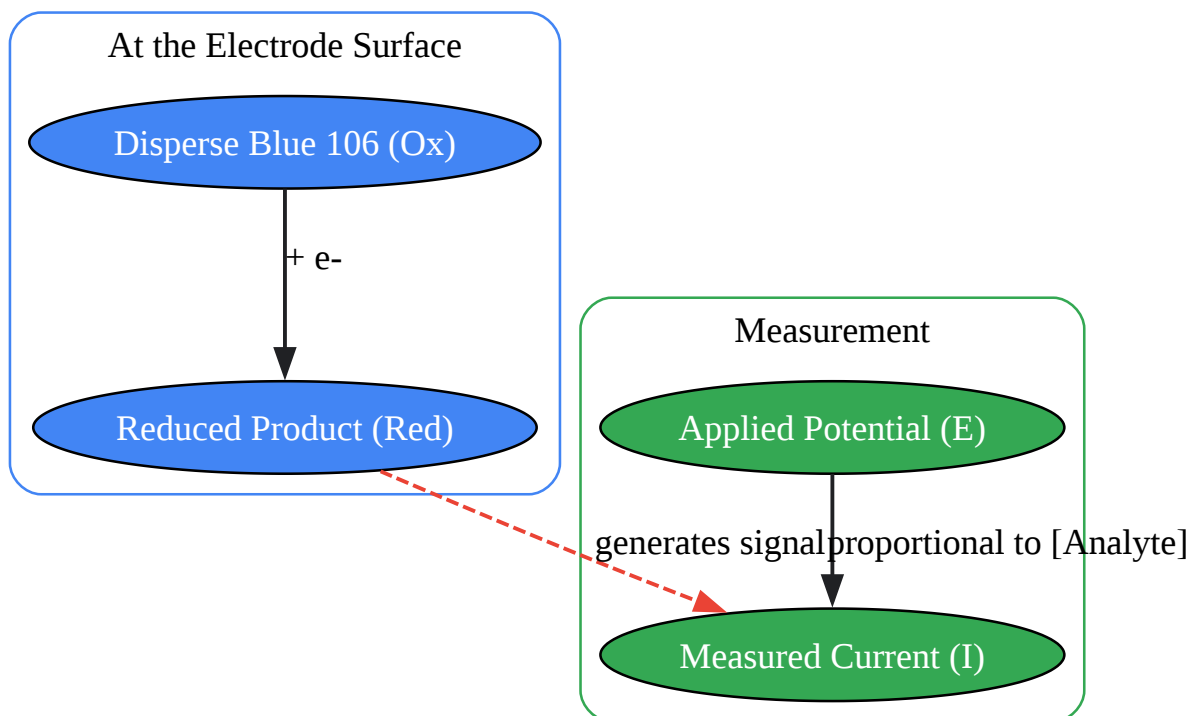 At the Electrode Surface
Disperse Blue 106 (Ox)
+ e-
Measurement
Reduced Product (Red)
Applied Potential (E)
generates signal
proportional to [Analyte]
Measured Current (I)